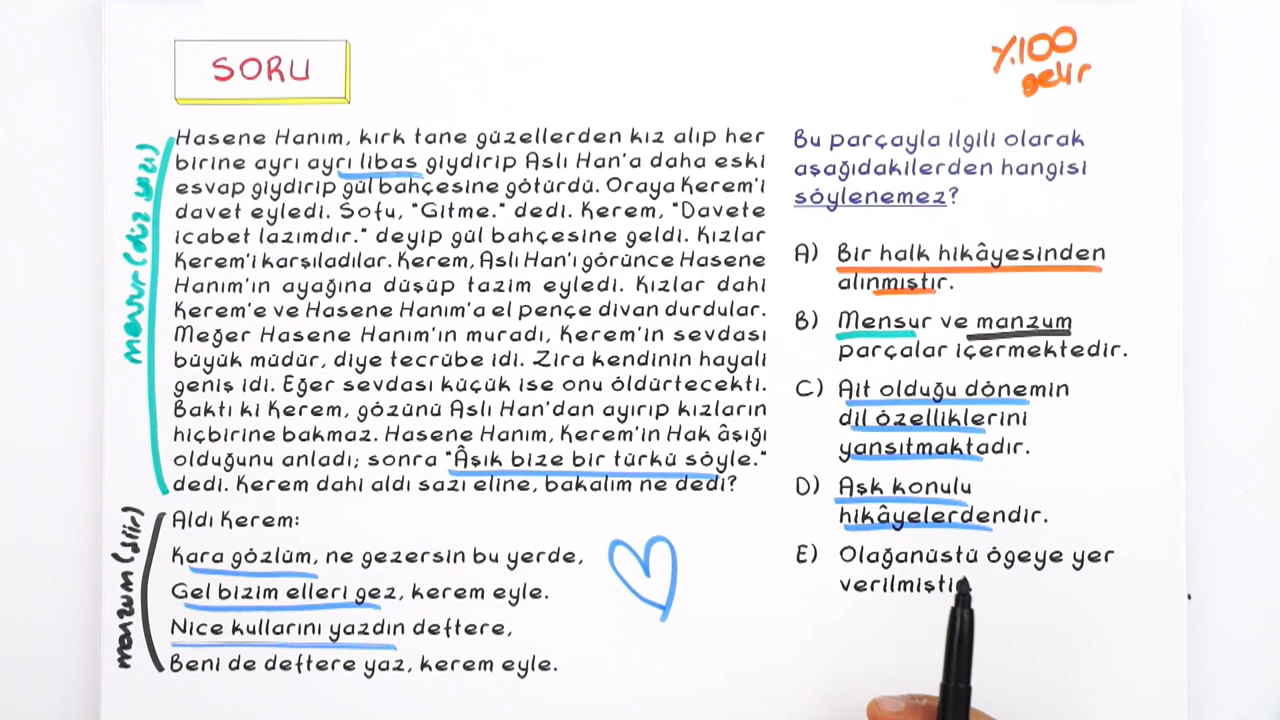 SORU
%100
gelir
mensur (düz yazı)
Hasene Hanım, kırk tane güzellerden kız alıp her
birine ayrı ayrı libas giydirip Aslı Han'a daha eski
esvap giydirip gül bahçesine götürdü. Oraya Kerem'i
davet eyledi. Sofu, "Gitme." dedi. Kerem, "Davete
icabet lazımdır." deyip gül bahçesine geldi. Kızlar
Kerem'i karşıladılar. Kerem, Aslı Han'ı görünce Hasene
Hanım'ın ayağına düşüp tazim eyledi. Kızlar dahi
Kerem'e ve Hasene Hanım'a el pençe divan durdular.
Meğer Hasene Hanım'ın muradı, Kerem'in sevdası
büyük müdür, diye tecrübe idi. Zira kendinin hayali
geniş idi. Eğer sevdası küçük ise onu öldürtecekti.
Baktı ki Kerem, gözünü Aslı Han'dan ayırıp kızların
hiçbirine bakmaz. Hasene Hanım, Kerem'in Hak âşığı
olduğunu anladı; sonra "Âşık bize bir türkü söyle."
dedi. Kerem dahi aldı sazı eline, bakalım ne dedi?
manzum (şiir)
Aldı Kerem:
Kara gözlüm, ne gezersin bu yerde,
Gel bizim elleri gez, kerem eyle.
Nice kullarını yazdın deftere,
Beni de deftere yaz, kerem eyle.
Bu parçayla ilgili olarak
aşağıdakilerden hangisi
söylenemez?
A) Bir halk hikâyesinden
alınmıştır.
B) Mensur ve manzum
parçalar içermektedir.
C) Ait olduğu dönemin
dil özelliklerini
yansıtmaktadır.
D) Aşk konulu
hikâyelerdendir.
E) Olağanüstü ögeye yer